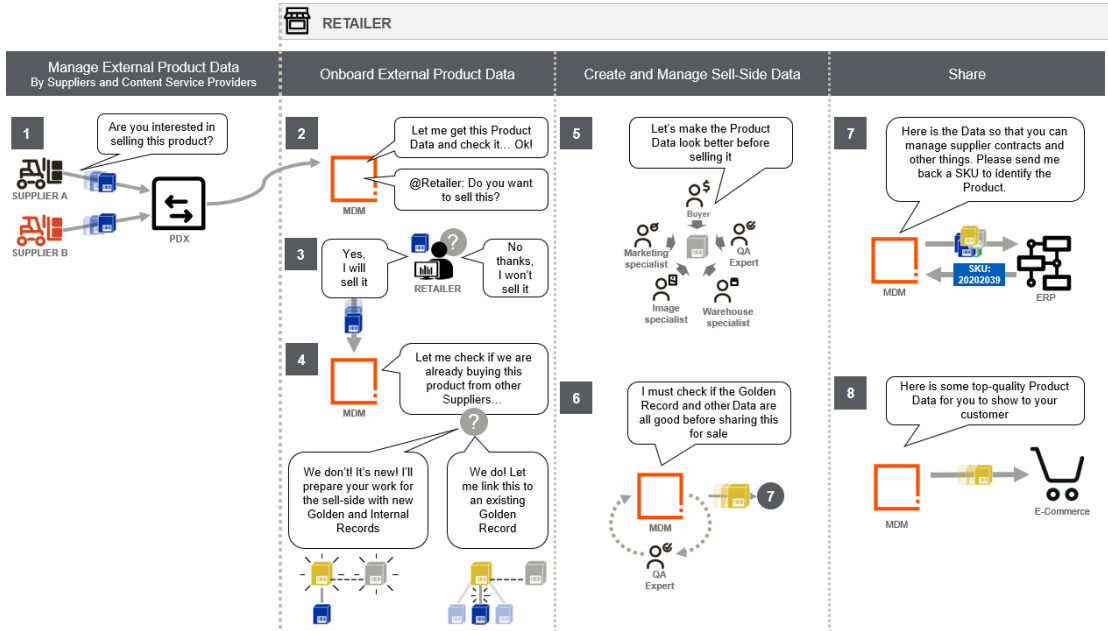 RETAILER
Manage External Product Data
By Suppliers and Content Service Providers
Onboard External Product Data
Create and Manage Sell-Side Data
Share
1
Are you interested in
selling this product?
SUPPLIER A
SUPPLIER B
PDX
2
Let me get this Product
Data and check it… Ok!
@Retailer: Do you want
to sell this?
MDM
3
Yes,
I will
sell it
?
RETAILER
No
thanks,
I won't
sell it
4
MDM
Let me check if we are
already buying this
product from other
Suppliers…
?
We don't! It's new! I'll
prepare your work for
the sell-side with new
Golden and Internal
Records
We do! Let
me link this to
an existing
Golden
Record
5
Let's make the Product
Data look better before
selling it
$
Buyer
Marketing
specialist
QA
Expert
Image
specialist
Warehouse
specialist
6
I must check if the Golden
Record and other Data are
all good before sharing this
for sale
MDM
7
QA
Expert
7
Here is the Data so that you can
manage supplier contracts and
other things. Please send me
back a SKU to identify the
Product.
MDM
SKU:
20202039
ERP
8
Here is some top-quality Product
Data for you to show to your
customer
MDM
E-Commerce